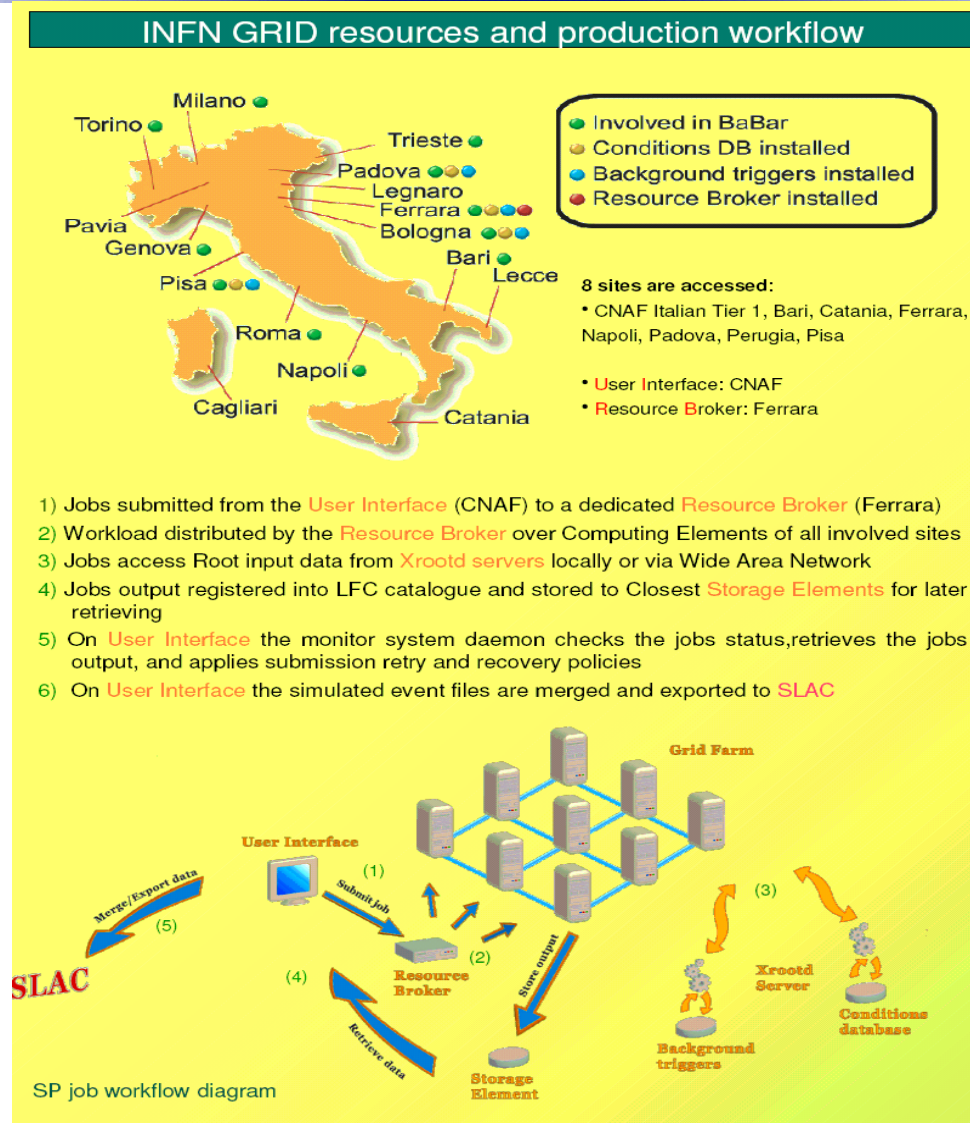 INFN GRID resources and production workflow
Milano
Torino
Trieste
Padova
Legnaro
Ferrara
Bologna
Pavia
Genova
Bari
Lecce
Pisa
Roma
Napoli
Cagliari
Catania
Involved in BaBar
Conditions DB installed
Background triggers installed
Resource Broker installed
8 sites are accessed:
• CNAF Italian Tier 1, Bari, Catania, Ferrara,
Napoli, Padova, Perugia, Pisa
• User Interface: CNAF
• Resource Broker: Ferrara
1) Jobs submitted from the User Interface (CNAF) to a dedicated Resource Broker (Ferrara)
2) Workload distributed by the Resource Broker over Computing Elements of all involved sites
3) Jobs access Root input data from Xrootd servers locally or via Wide Area Network
4) Jobs output registered into LFC catalogue and stored to Closest Storage Elements for later
retrieving
5) On User Interface the monitor system daemon checks the jobs status,retrieves the jobs
output, and applies submission retry and recovery policies
6) On User Interface the simulated event files are merged and exported to SLAC
Grid Farm
User Interface
(1)
Submit job
Merge/Export data
(5)
SLAC
(2)
Resource
Broker
(4)
Retrieve data
Store output
Storage
Element
(3)
Xrootd
Server
Background
triggers
Conditions
database
SP job workflow diagram